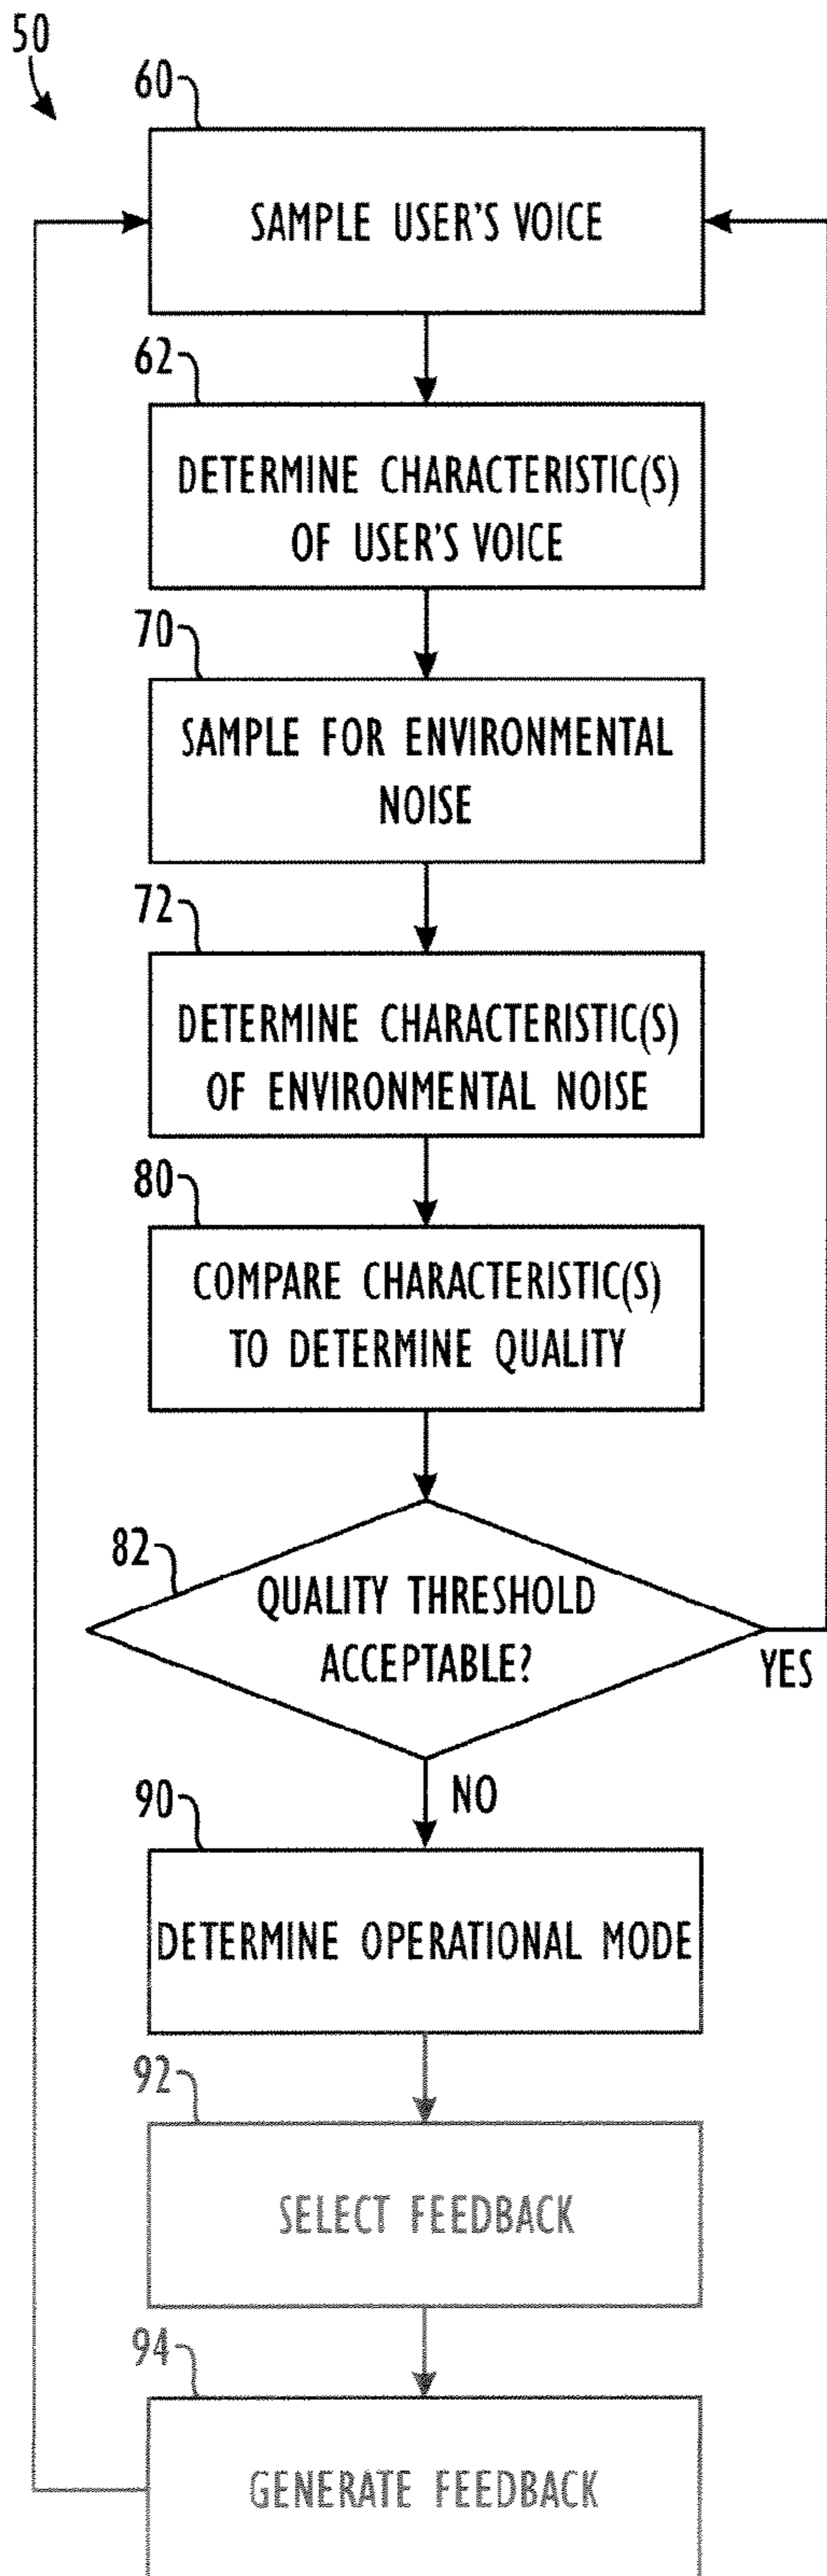 50
60
SAMPLE USER'S VOICE
62
DETERMINE CHARACTERISTIC(S)
OF USER'S VOICE
70
SAMPLE FOR ENVIRONMENTAL
NOISE
72
DETERMINE CHARACTERISTIC(S)
OF ENVIRONMENTAL NOISE
80
COMPARE CHARACTERISTIC(S)
TO DETERMINE QUALITY
82
QUALITY THRESHOLD
ACCEPTABLE?
YES
NO
90
DETERMINE OPERATIONAL MODE
92
SELECT FEEDBACK
94
GENERATE FEEDBACK